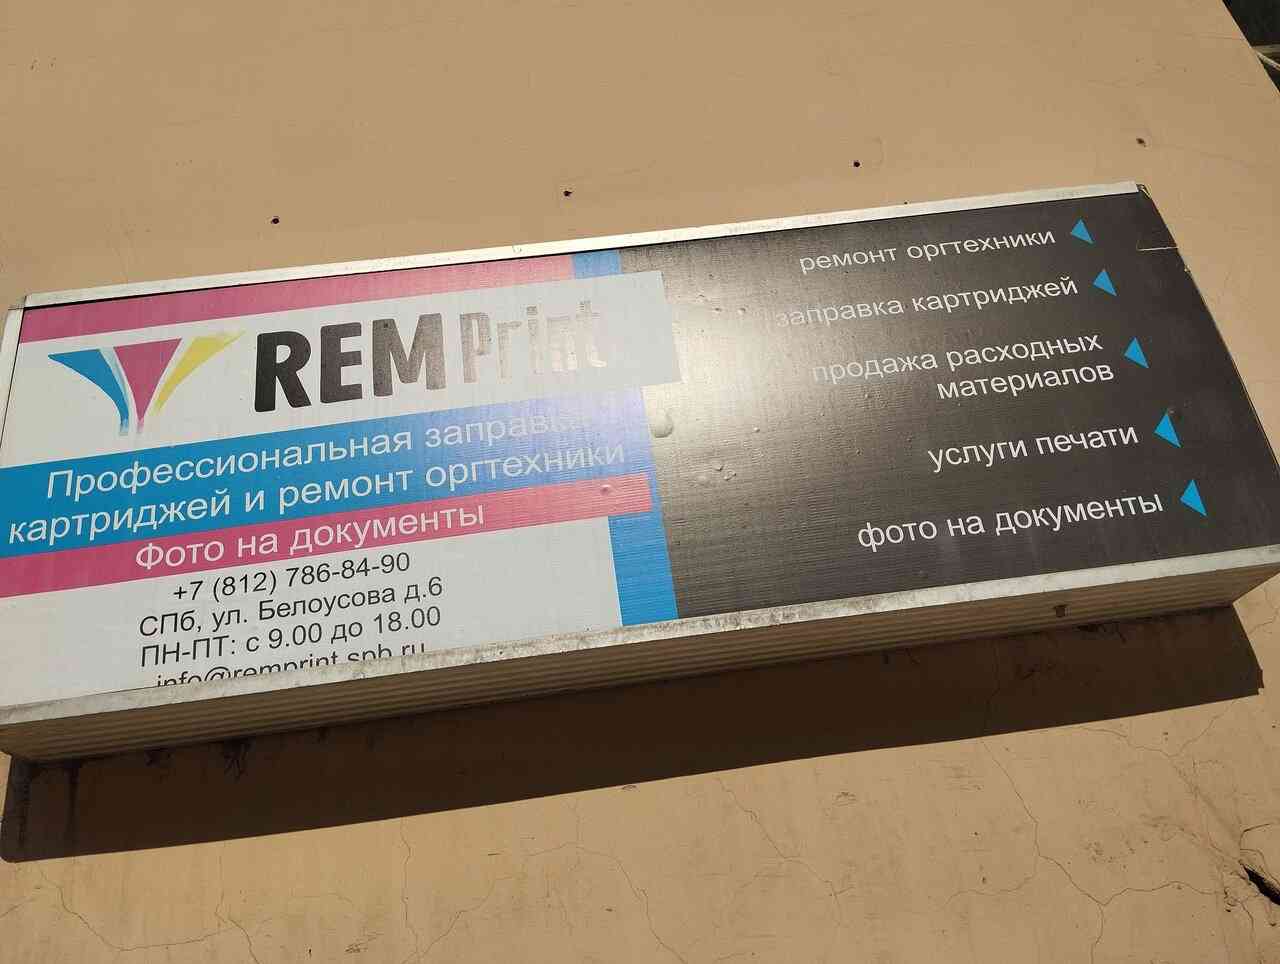 REMPrint
Профессиональная заправка
картриджей и ремонт оргтехники
Фото на документы
+7 (812) 786-84-90
СПб, ул. Белоусова д.6
ПН-ПТ: с 9.00 до 18.00
info@remprint.spb.ru
ремонт оргтехники
заправка картриджей
продажа расходных
материалов
услуги печати
фото на документы